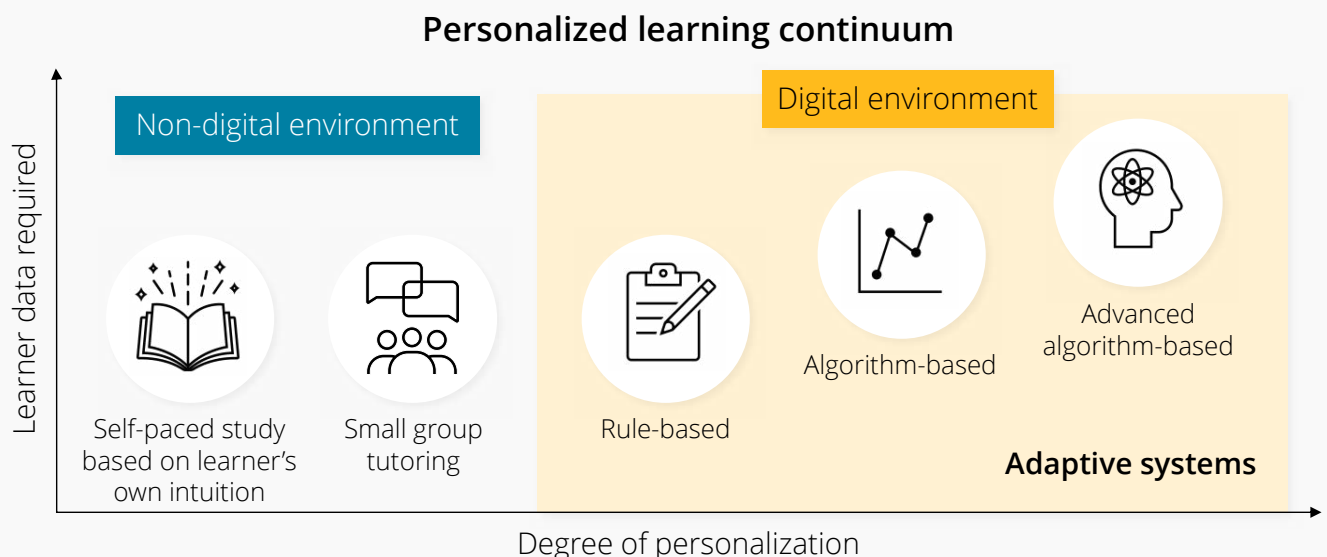 Personalized learning continuum
Learner data required
Non-digital environment
Digital environment
Self-paced study
based on learner's
own intuition
Small group
tutoring
Rule-based
Algorithm-based
Advanced
algorithm-based
Adaptive systems
Degree of personalization